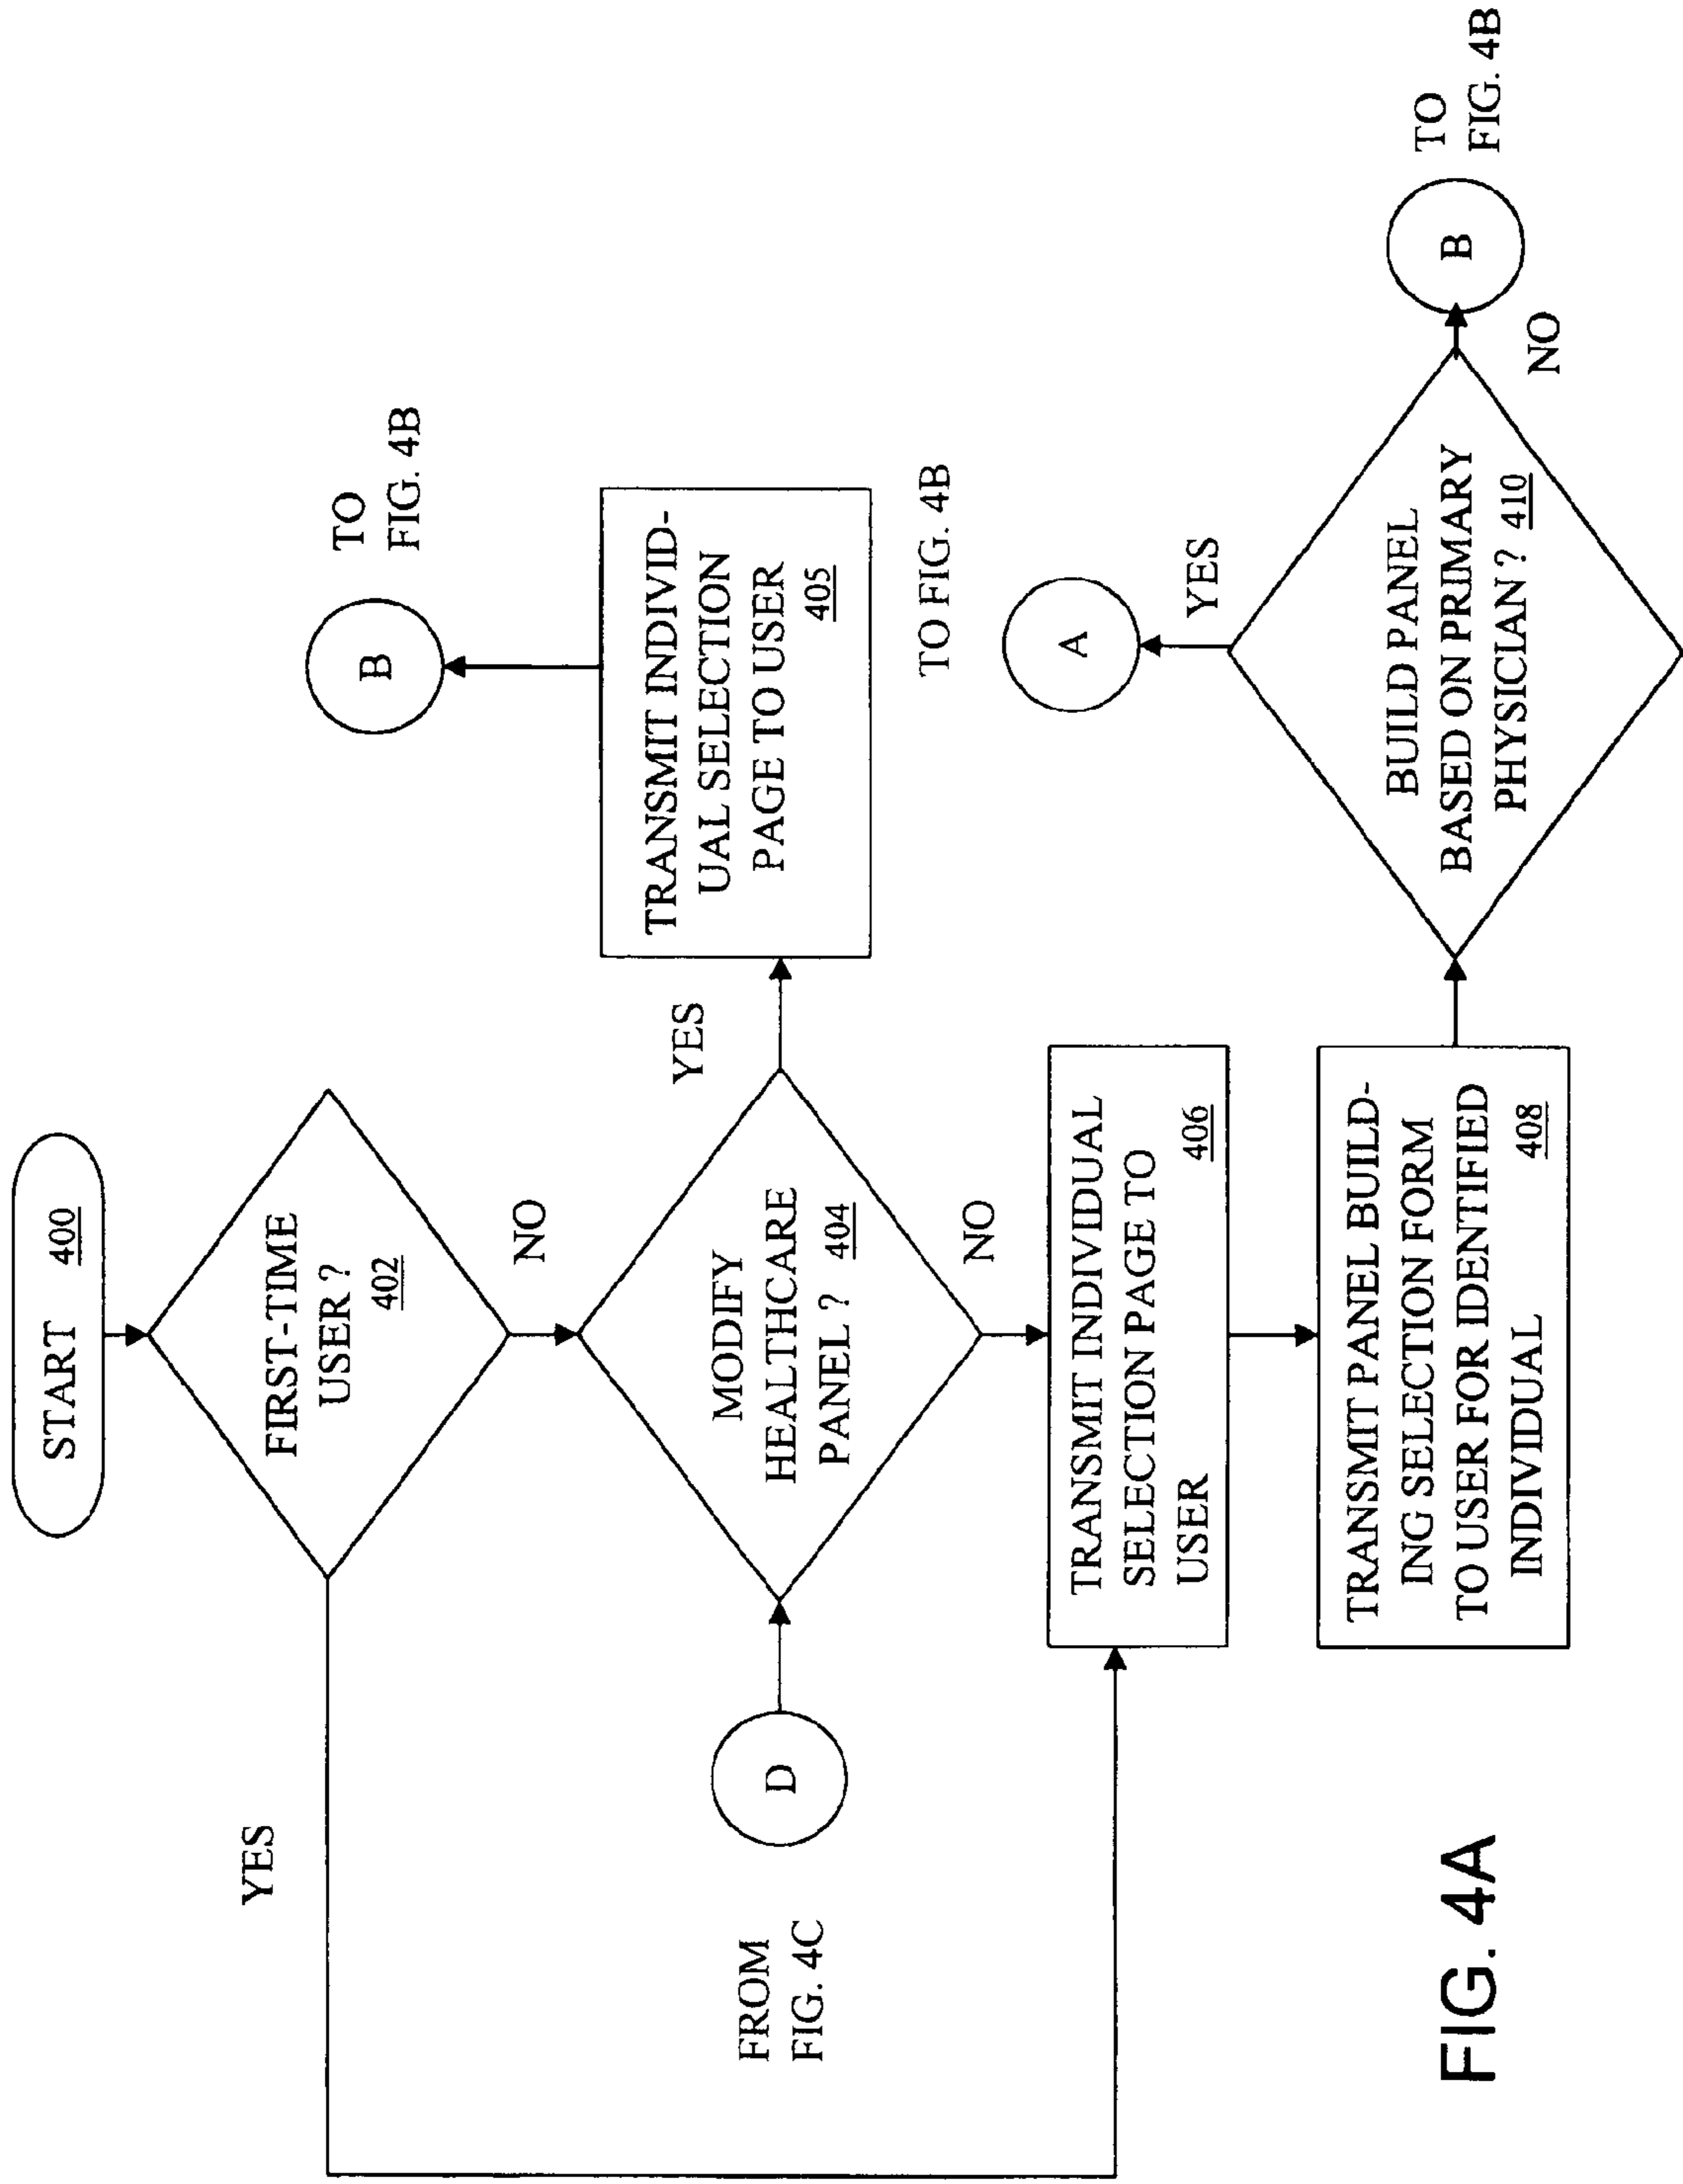 START 400
FIRST-TIME
USER ?
402
YES
NO
FROM
FIG. 4C
D
MODIFY
HEALTHCARE
PANEL ? 404
YES
NO
TRANSMIT INDIVID-
UAL SELECTION
PAGE TO USER
405
B
TO
FIG. 4B
TRANSMIT INDIVIDUAL
SELECTION PAGE TO
USER 406
TRANSMIT PANEL BUILD-
ING SELECTION FORM
TO USER FOR IDENTIFIED
INDIVIDUAL 408
BUILD PANEL
BASED ON PRIMARY
PHYSICIAN ? 410
YES
A
TO FIG. 4B
NO
B
TO
FIG. 4B
FIG. 4A